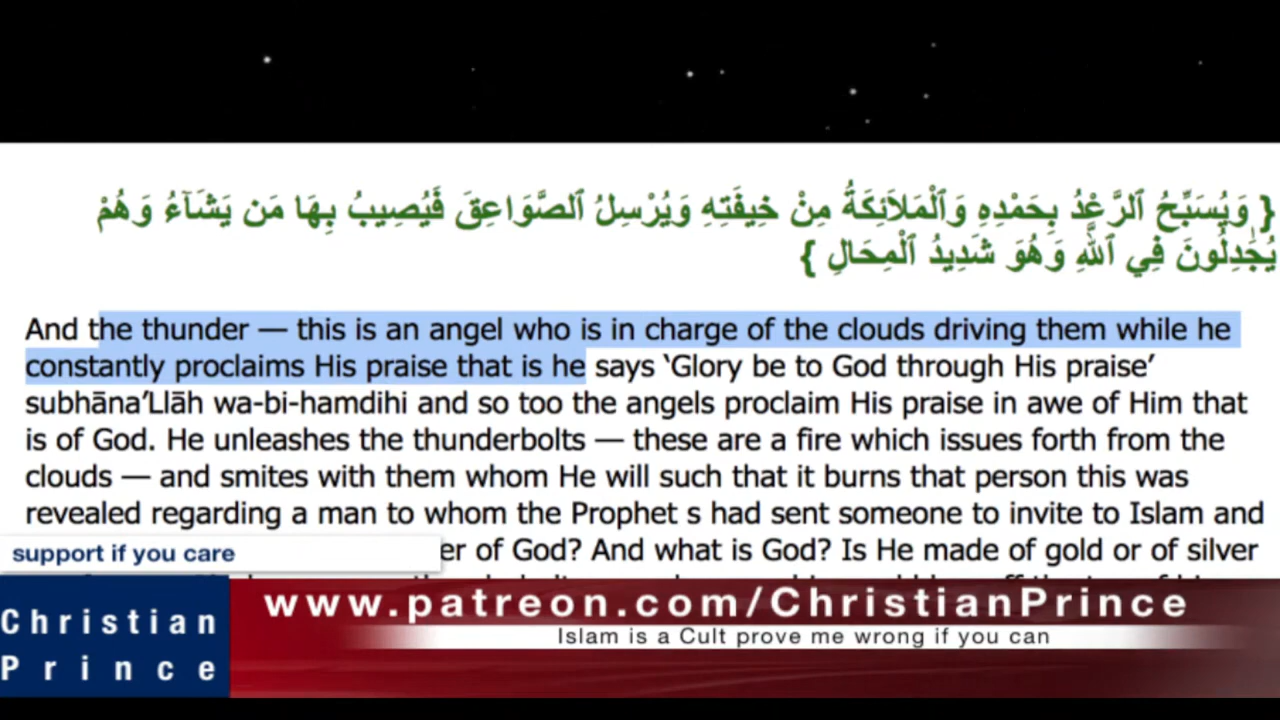 { وَيُسَبِّحُ ٱلرَّعْدُ بِحَمْدِهِ وَٱلْمَلاَئِكَةُ مِنْ خِيفَتِهِ وَيُرْسِلُ ٱلصَّوَاعِقَ فَيُصِيبُ بِهَا مَن يَشَآءُ وَهُمْ
يُجَٰدِلُونَ فِي ٱللَّهِ وَهُوَ شَدِيدُ ٱلْمِحَالِ }
And the thunder — this is an angel who is in charge of the clouds driving them while he
constantly proclaims His praise that is he says ‘Glory be to God through His praise’
subhāna’Llāh wa-bi-hamdihi and so too the angels proclaim His praise in awe of Him that
is of God. He unleashes the thunderbolts — these are a fire which issues forth from the
clouds — and smites with them whom He will such that it burns that person this was
revealed regarding a man to whom the Prophet s had sent someone to invite to Islam and
er of God? And what is God? Is He made of gold or of silver
support if you care
www.patreon.com/ChristianPrince
Islam is a Cult prove me wrong if you can
Christian
Prince